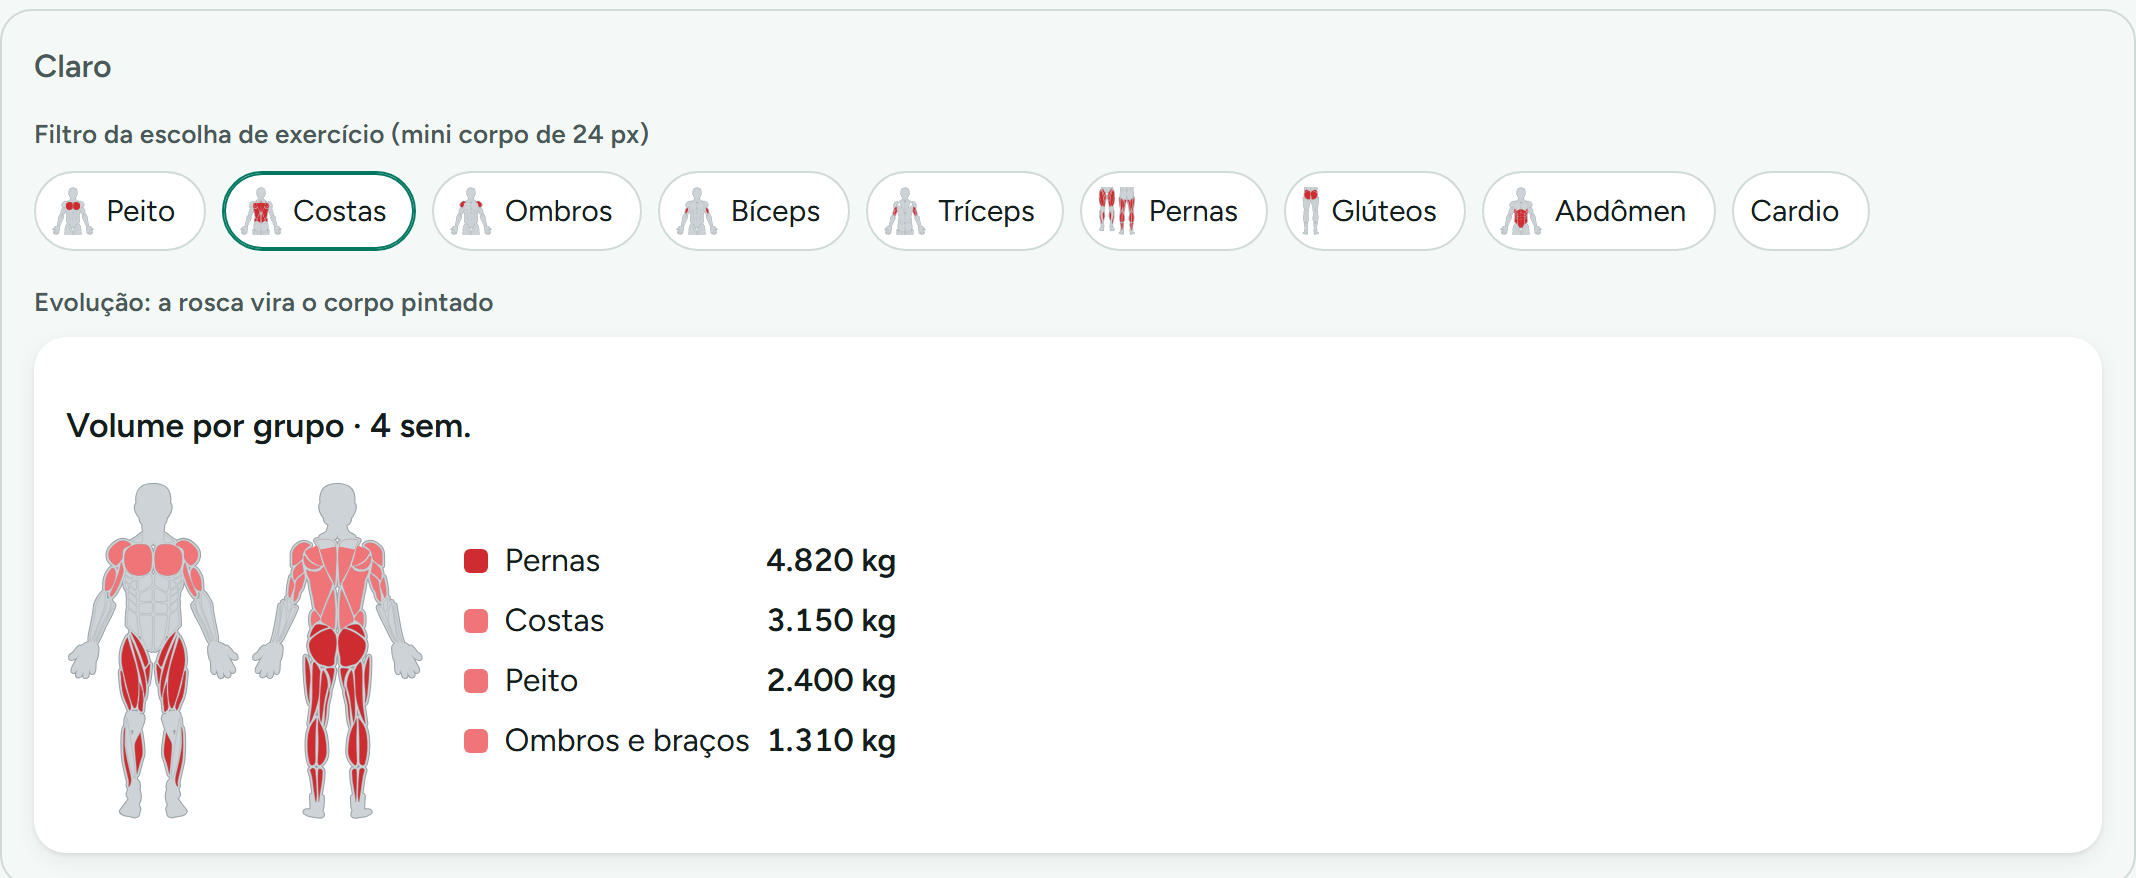 Claro
Filtro da escolha de exercício (mini corpo de 24 px)
Peito Costas Ombros Bíceps Tríceps Pernas Glúteos Abdômen Cardio
Evolução: a rosca vira o corpo pintado
Volume por grupo · 4 sem.
Pernas 4.820 kg
Costas 3.150 kg
Peito 2.400 kg
Ombros e braços 1.310 kg